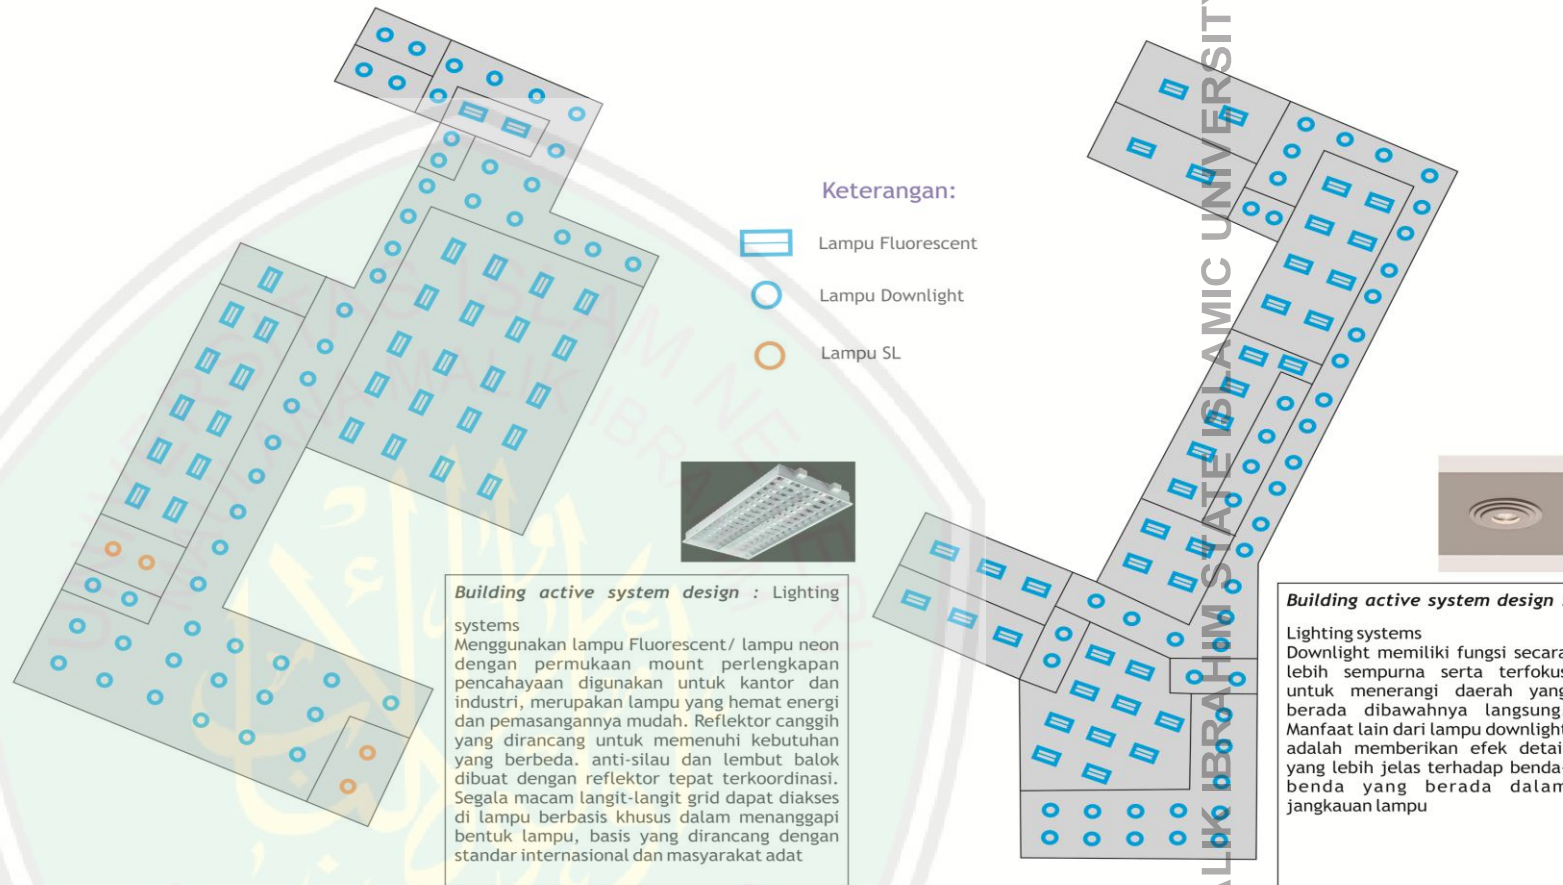 Keterangan:
Lampu Fluorescent
Lampu Downlight
Lampu SL
Building active system design : Lighting
systems
Menggunakan lampu Fluorescent/ lampu neon
dengan permukaan mount perlengkapan
pencahayaan digunakan untuk kantor dan
industri, merupakan lampu yang hemat energi
dan pemasangannya mudah. Reflektor canggih
yang dirancang untuk memenuhi kebutuhan
yang berbeda. anti-silau dan lembut balok
dibuat dengan reflektor tepat terkoordinasi.
Segala macam langit-langit grid dapat diakses
di lampu berbasis khusus dalam menanggapi
bentuk lampu, basis yang dirancang dengan
standar internasional dan masyarakat adat
Building active system design :
Lighting systems
Downlight memiliki fungsi secara
lebih sempurna serta terfokus
untuk menerangi daerah yang
berada dibawahnya langsung.
Manfaat lain dari lampu downlight
adalah memberikan efek detail
yang lebih jelas terhadap benda-
benda yang berada dalam
jangkauan lampu
ALIK IBRAHIM STATE ISLAMIC UNIVERSITY